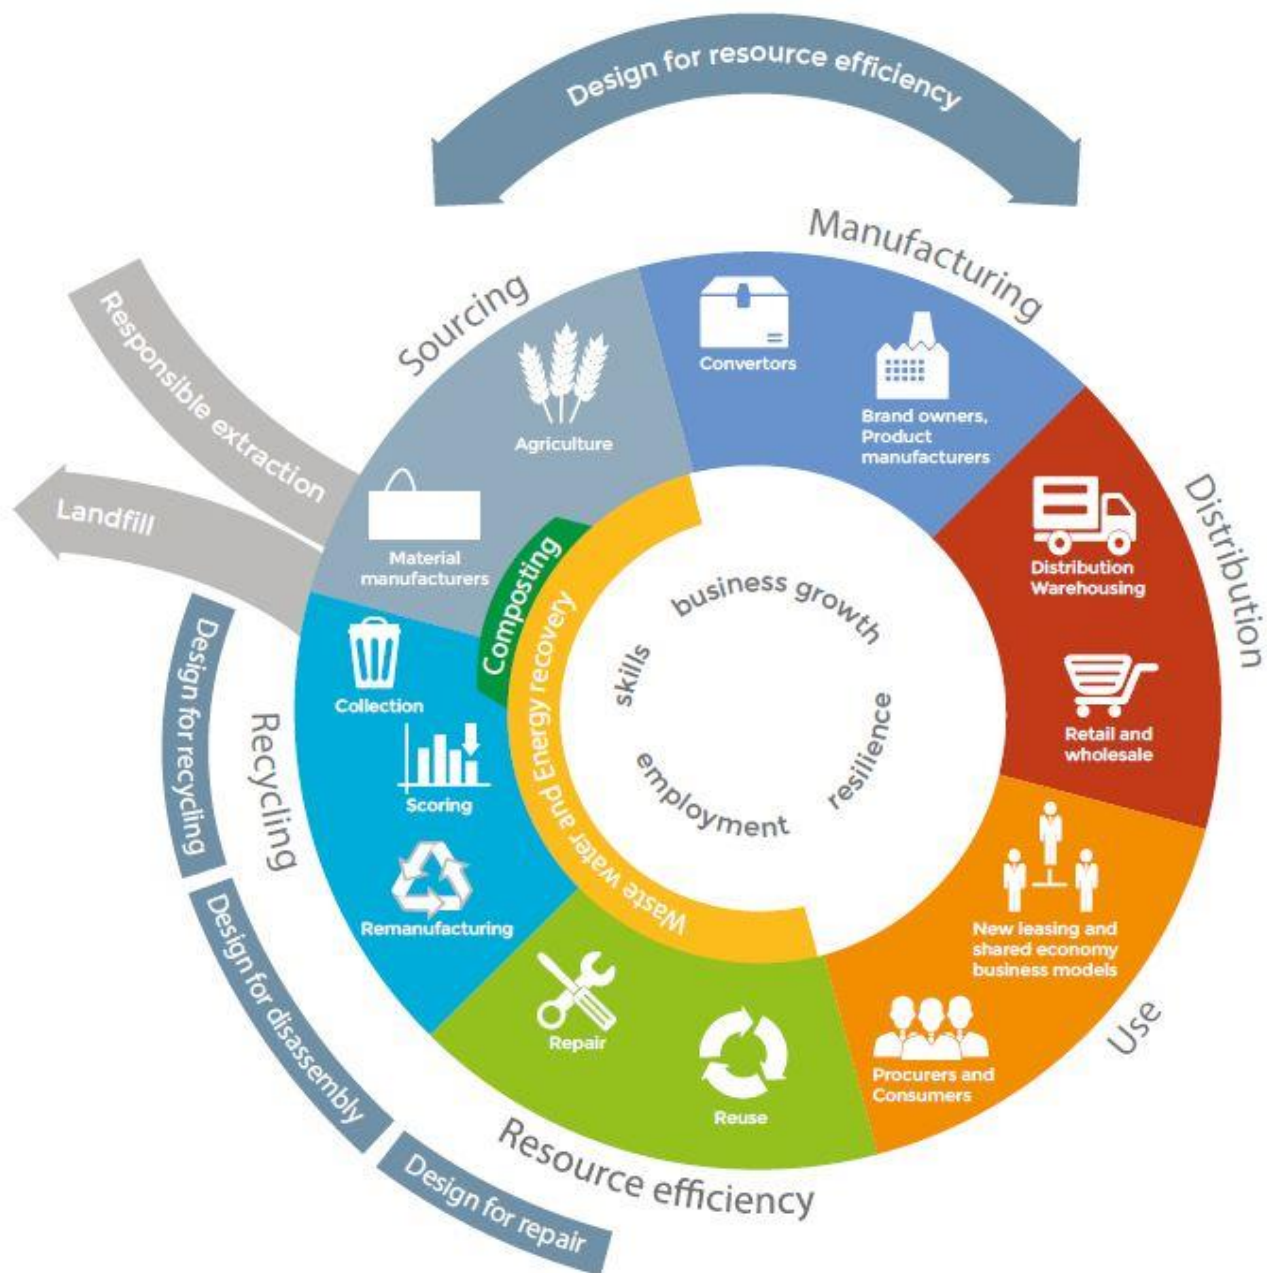 Design for resource efficiency
Manufacturing
Sourcing
Responsible extraction
Landfill
Convertors
Brand owners,
Product
manufacturers
Agriculture
Material
manufacturers
Distribution
Distribution
Warehousing
Retail and
wholesale
Composting
Waste water and Energy recovery
business growth
skills
resilience
employment
Collection
Scoring
Remanufacturing
Recycling
Design for recycling
Design for disassembly
Design for repair
New leasing and
shared economy
business models
Procurers and
Consumers
Use
Repair
Reuse
Resource efficiency